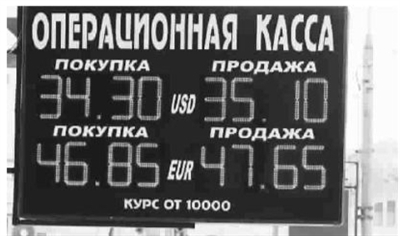 ОПЕРАЦИОННАЯ КАССА
ПОКУПКА ПРОДАЖА
34.30 USD 35.10
ПОКУПКА ПРОДАЖА
46.85 EUR 47.65
КУРС ОТ 10000